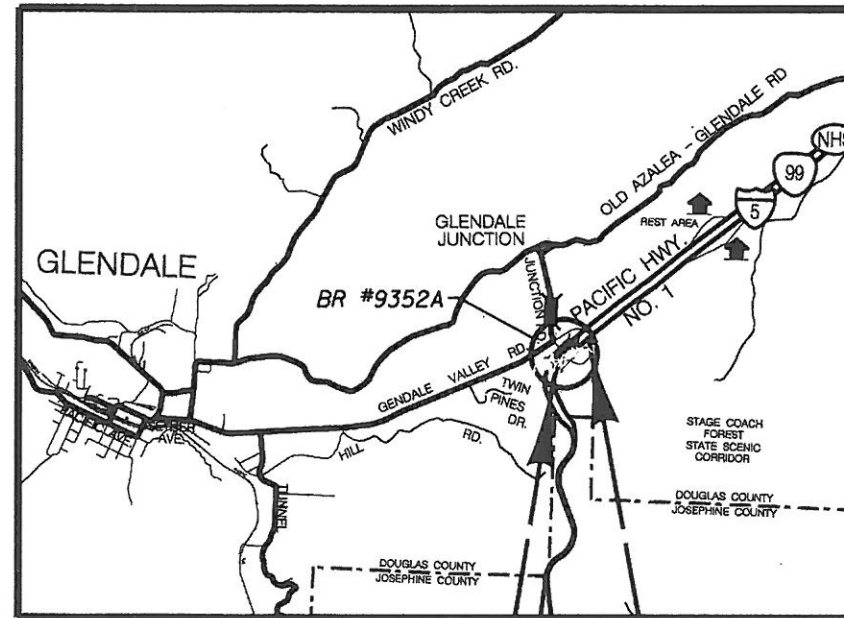 WINDY CREEK RD.
OLD AZALEA - GLENDALE RD
NHS
99
5
REST AREA
GLENDALE
JUNCTION
GLENDALE
JUNCTION
PACIFIC HWY.
NO. 1
BR #9352A
GENDALE VALLEY RD.
TWIN
PINES
DR.
HILL RD.
AVE.
TUNNEL
STAGE COACH
FOREST
STATE SCENIC
CORRIDOR
DOUGLAS COUNTY
JOSEPHINE COUNTY
DOUGLAS COUNTY
JOSEPHINE COUNTY